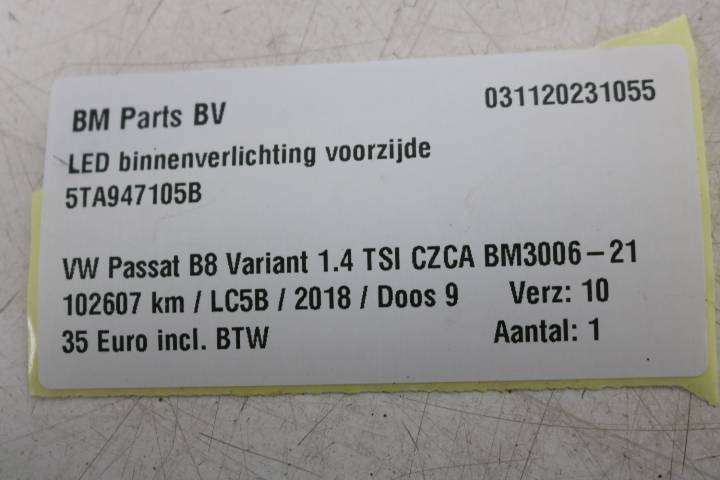 BM Parts BV 031120231055
LED binnenverlichting voorzijde
5TA947105B
VW Passat B8 Variant 1.4 TSI CZCA BM3006-21
102607 km / LC5B / 2018 / Doos 9 Verz: 10
35 Euro incl. BTW Aantal: 1